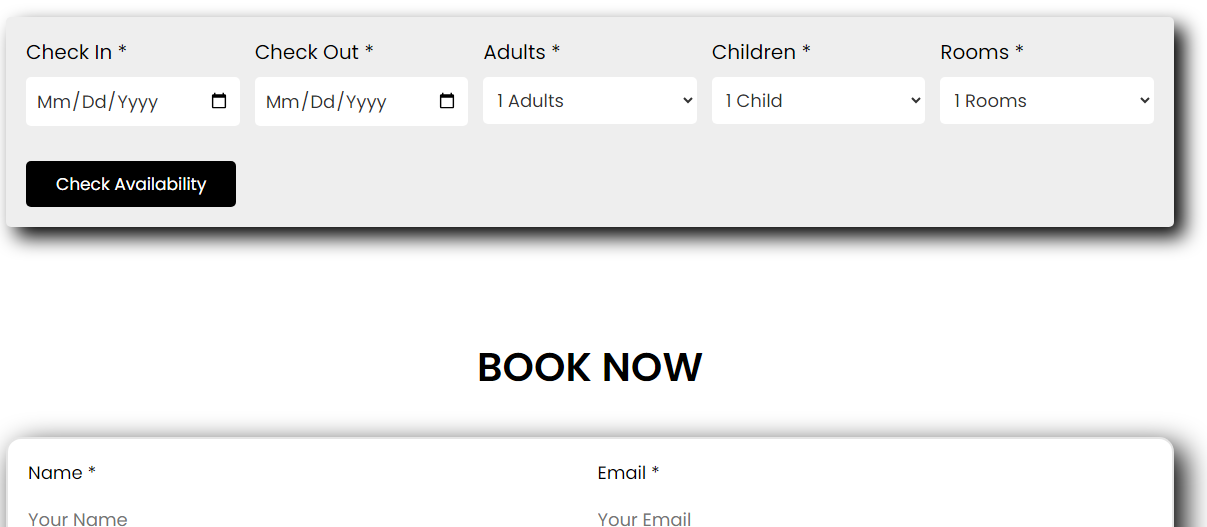 Check In * Check Out * Adults * Children * Rooms *
Mm/Dd/Yyyy Mm/Dd/Yyyy 1 Adults 1 Child 1 Rooms
Check Availability
BOOK NOW
Name * Email *
Your Name Your Email